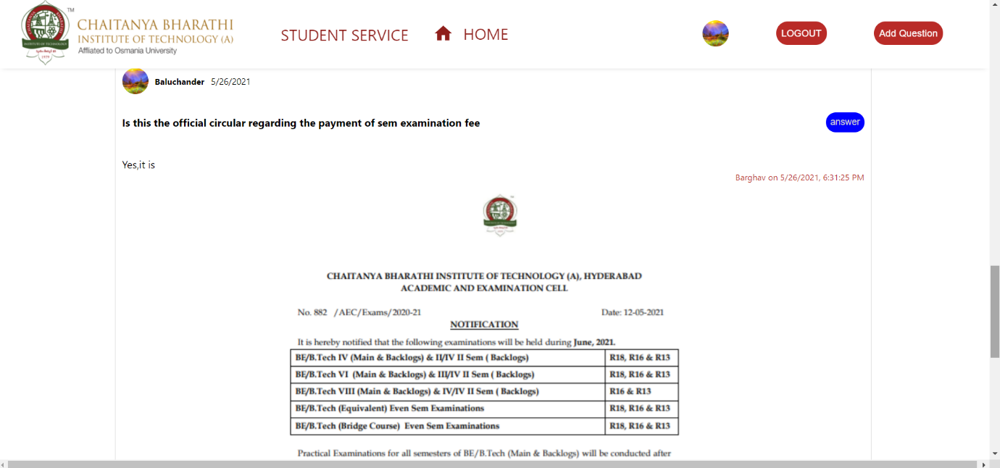 TM
CHAITANYA BHARATHI
INSTITUTE OF TECHNOLOGY (A)
Affliated to Osmania University
STUDENT SERVICE
HOME
LOGOUT
Add Question
Baluchander 5/26/2021
Is this the official circular regarding the payment of sem examination fee
answer
Yes,it is
Barghav on 5/26/2021, 6:31:25 PM
CHAITANYA BHARATHI INSTITUTE OF TECHNOLOGY (A), HYDERABAD
ACADEMIC AND EXAMINATION CELL
No. 882 /AEC/Exams/2020-21 Date: 12-05-2021
NOTIFICATION
It is hereby notified that the following examinations will be held during June, 2021.
BE/B.Tech IV (Main & Backlogs) & II/IV II Sem ( Backlogs) R18, R16 & R13
BE/B.Tech VI (Main & Backlogs) & III/IV II Sem ( Backlogs) R18, R16 & R13
BE/B.Tech VIII (Main & Backlogs) & IV/IV II Sem ( Backlogs) R16 & R13
BE/B.Tech (Equivalent) Even Sem Examinations R18, R16 & R13
BE/B.Tech (Bridge Course) Even Sem Examinations R18, R16 & R13
Practical Examinations for all semesters of BE/B.Tech (Main & Backlogs) will be conducted after